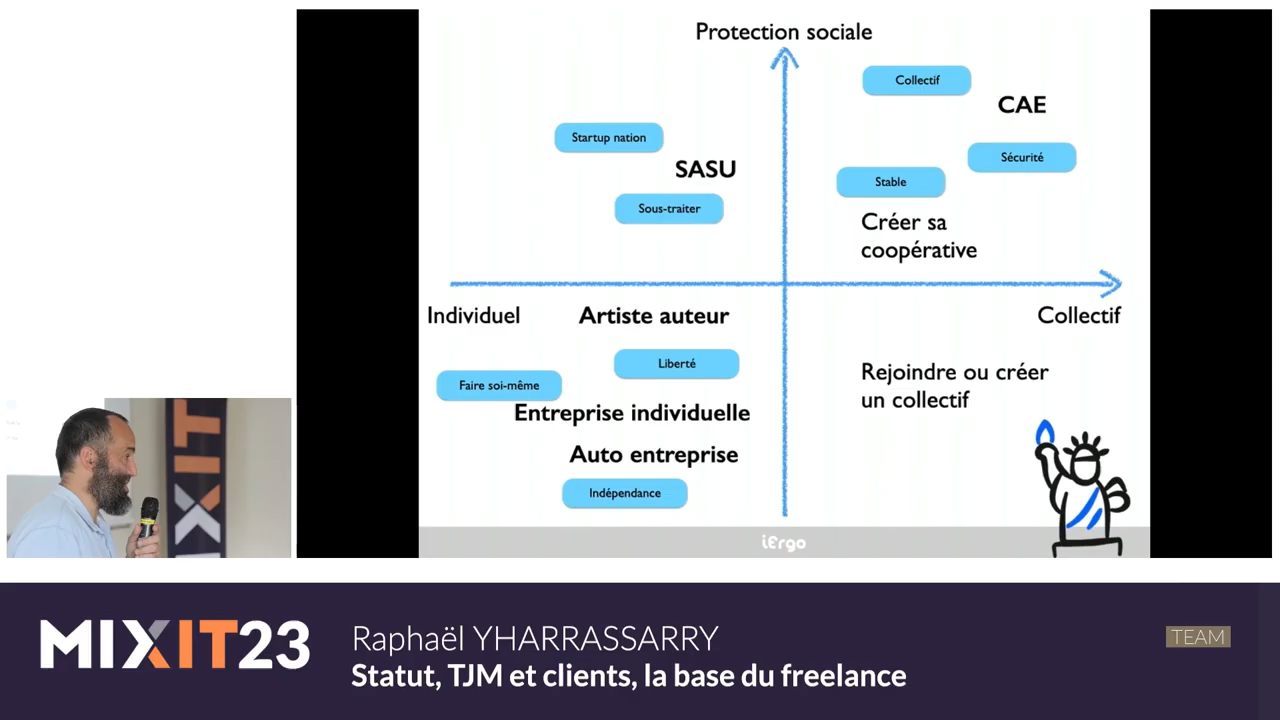 Protection sociale
Collectif
CAE
Startup nation
Sécurité
SASU
Stable
Sous-traiter
Créer sa
coopérative
Individuel
Artiste auteur
Collectif
Liberté
Rejoindre ou créer
un collectif
Faire soi-même
Entreprise individuelle
Auto entreprise
Indépendance
iErgo
MIXIT
MIXIT23
Raphaël YHARRASSARRY
TEAM
Statut, TJM et clients, la base du freelance